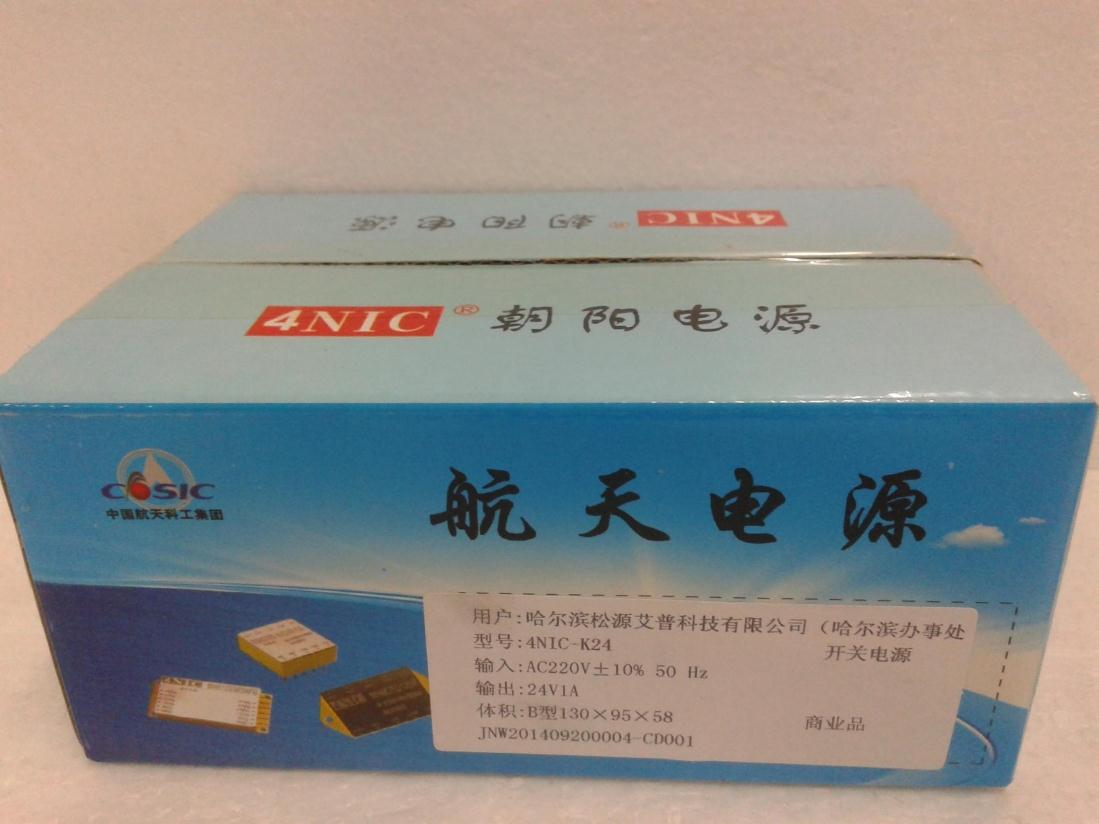 4NIC® 朝阳电源
4NIC® 朝阳电源
COSIC
中国航天科工集团
航天电源
4NIC
用户:哈尔滨松源艾普科技有限公司（哈尔滨办事处
型号:4NIC-K24 开关电源
输入:AC220V±10% 50 Hz
输出:24V1A
体积:B型130×95×58
商业品
JNW201409200004-CD001